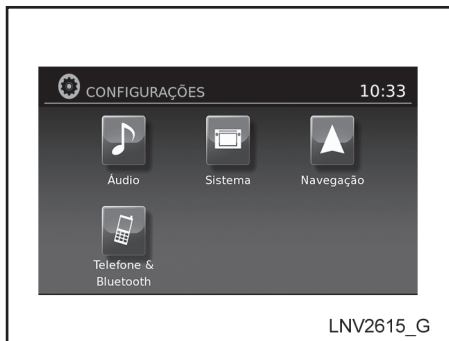 CONFIGURAÇÕES 10:33
Áudio Sistema Navegação
Telefone &
Bluetooth
LNV2615_G